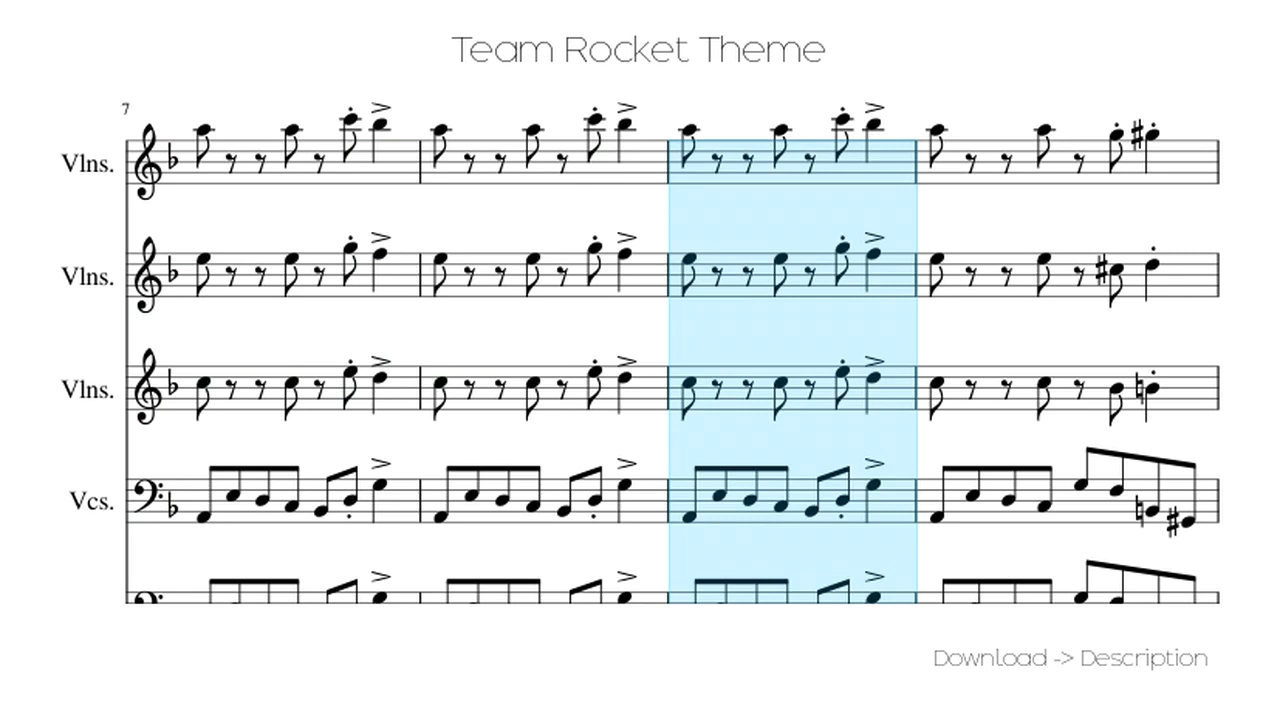 Team Rocket Theme
7
Vlns.
Vlns.
Vlns.
Vcs.
Download -> Description